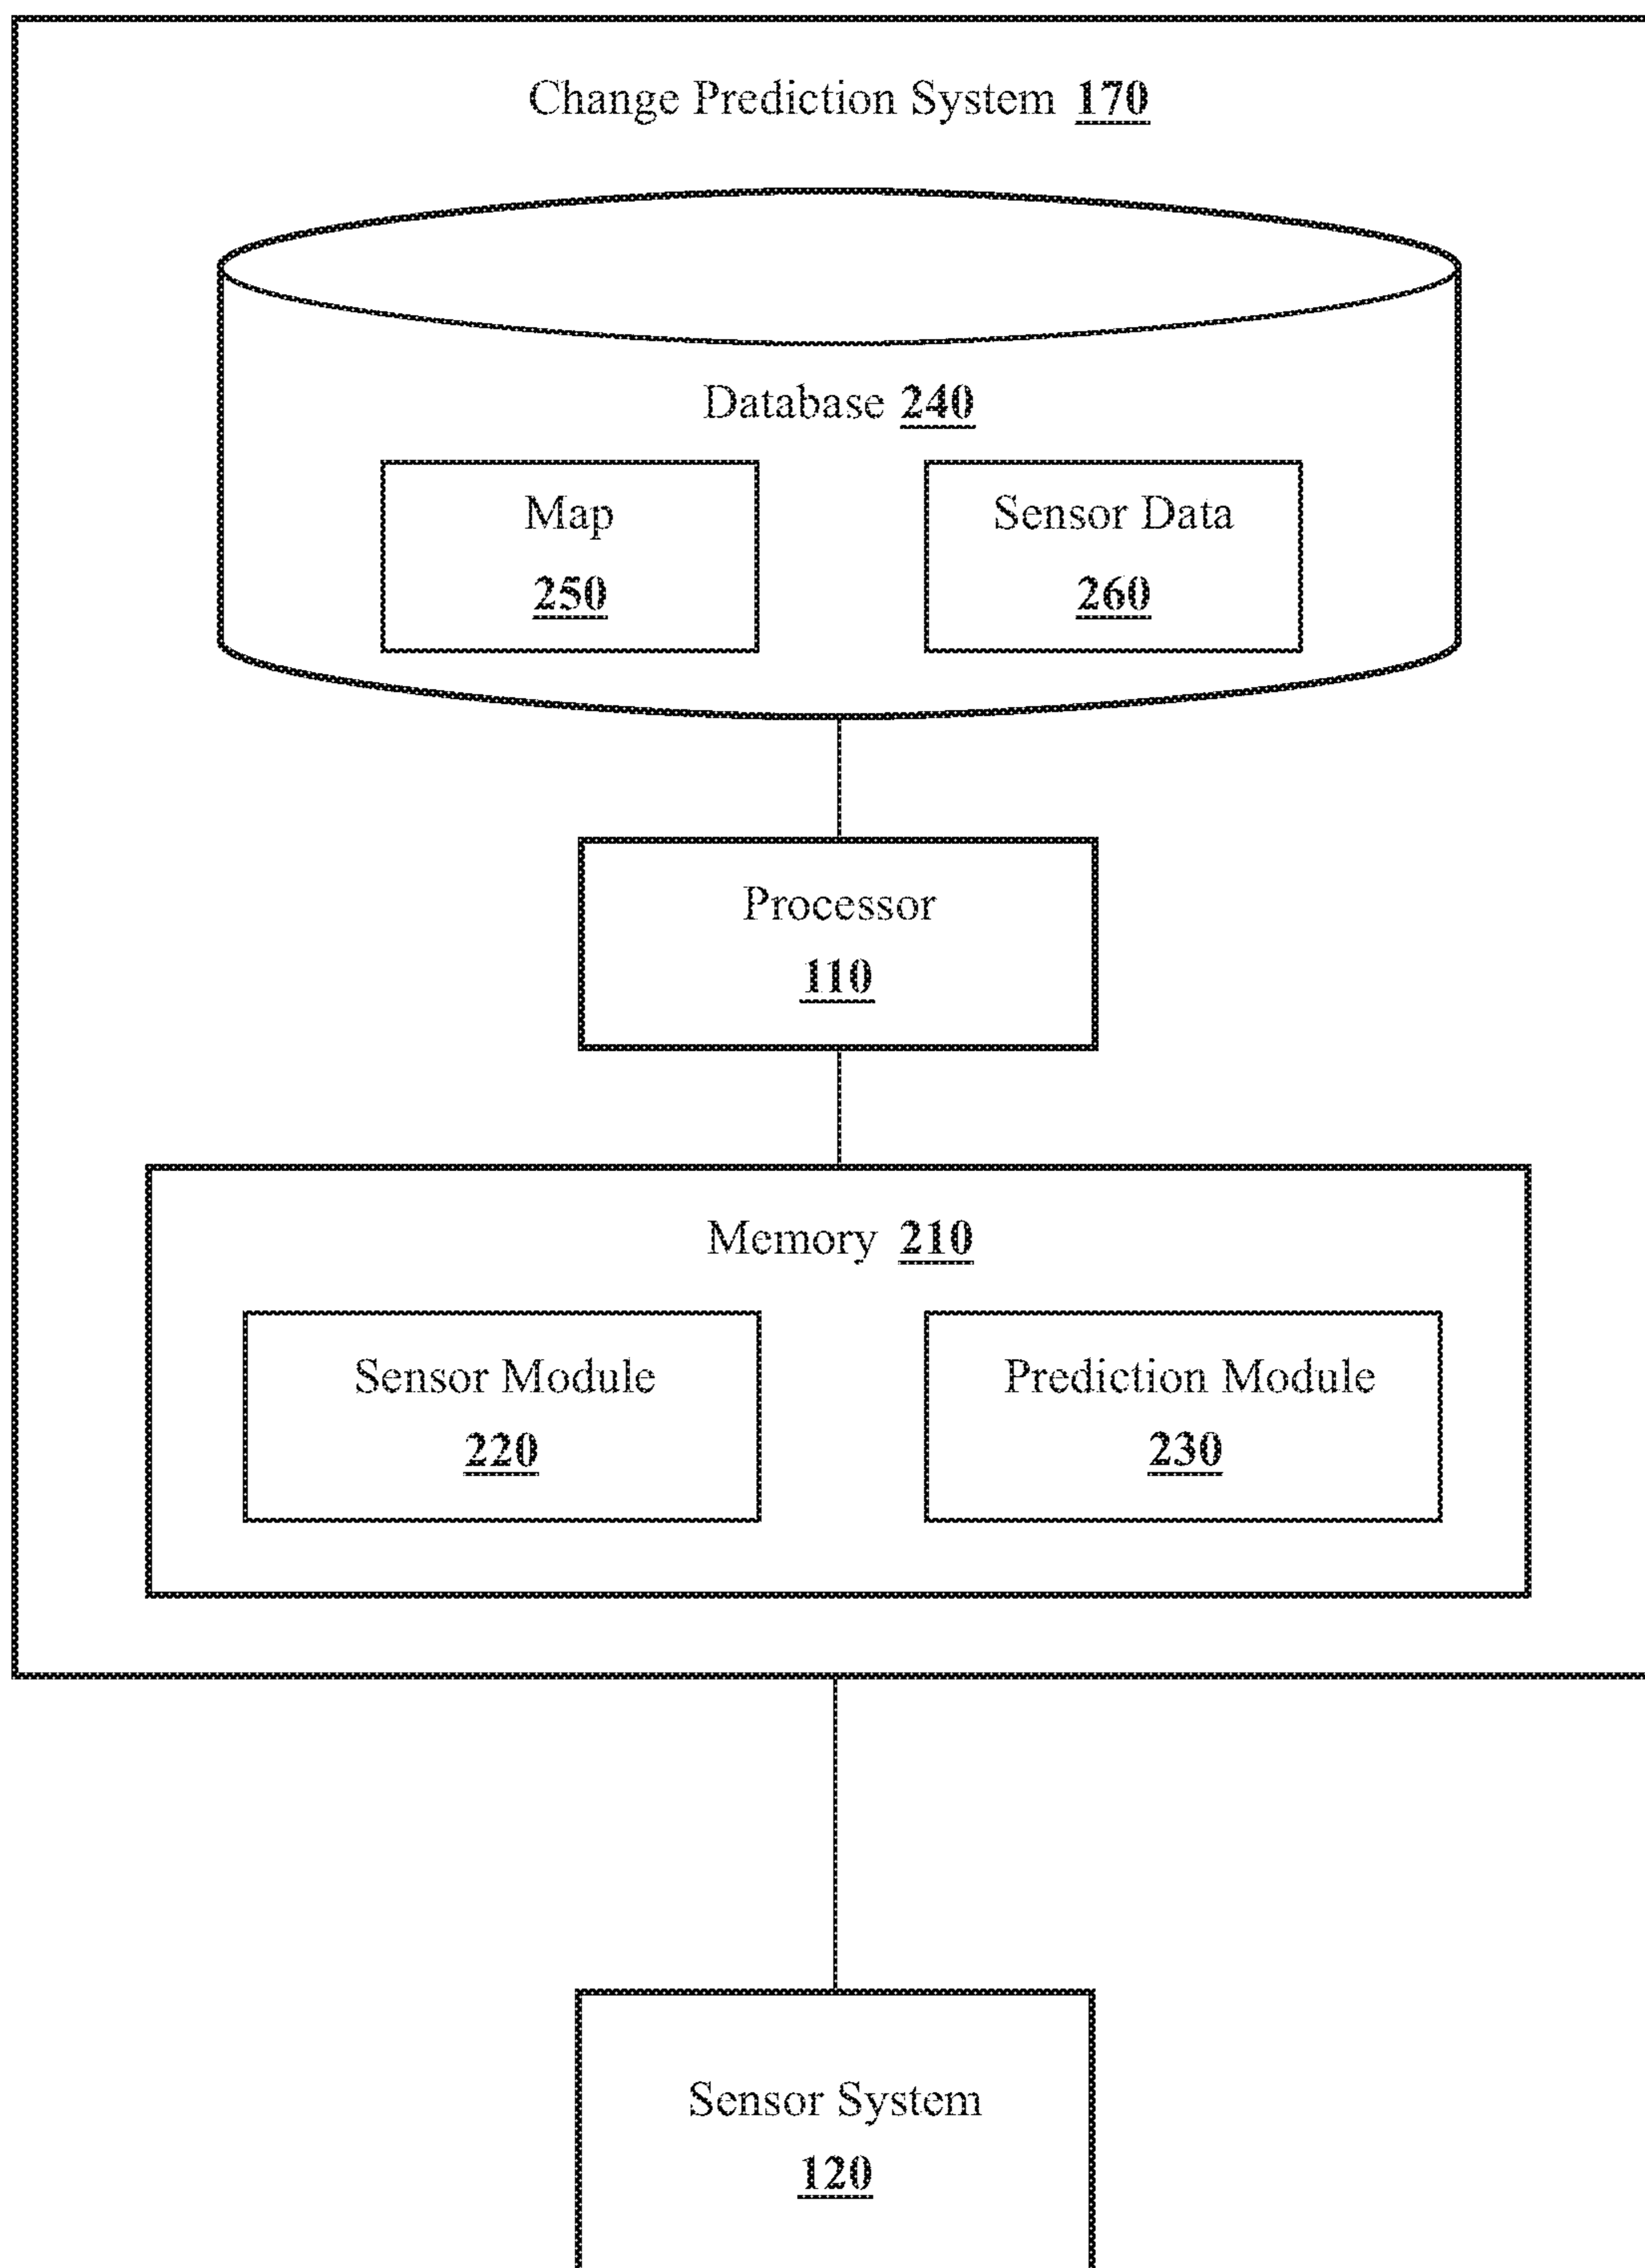 Change Prediction System 170
Database 240
Map
250
Sensor Data
260
Processor
110
Memory 210
Sensor Module
220
Prediction Module
230
Sensor System
120